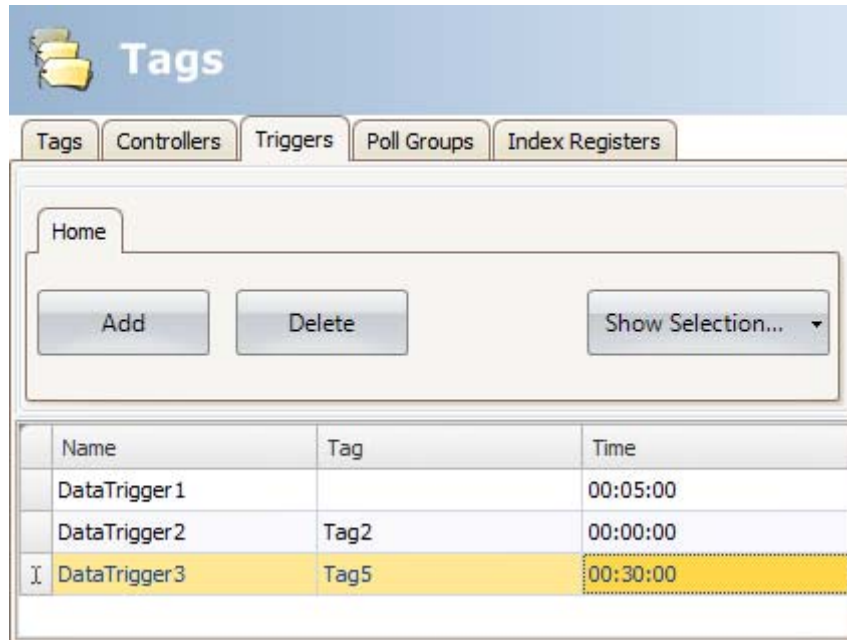 Tags
Tags Controllers Triggers Poll Groups Index Registers
Home
Add Delete Show Selection...
Name Tag Time
DataTrigger1 00:05:00
DataTrigger2 Tag2 00:00:00
DataTrigger3 Tag5 00:30:00